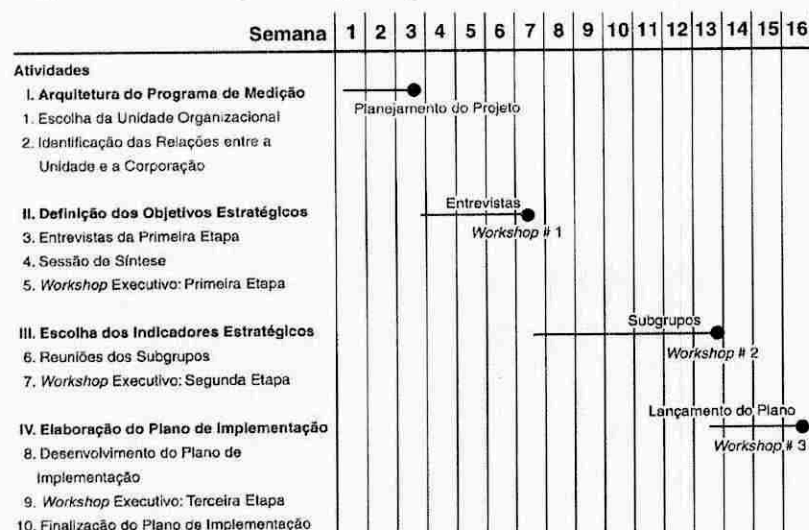 Semana 1 2 3 4 5 6 7 8 9 10 11 12 13 14 15 16
Atividades
I. Arquitetura do Programa de Medição
Planejamento do Projeto
1. Escolha da Unidade Organizacional
2. Identificação das Relações entre a
Unidade e a Corporação
Entrevistas
II. Definição dos Objetivos Estratégicos
Workshop # 1
3. Entrevistas da Primeira Etapa
4. Sessão de Síntese
5. Workshop Executivo: Primeira Etapa
Subgrupos
III. Escolha dos Indicadores Estratégicos
Workshop # 2
6. Reuniões dos Subgrupos
7. Workshop Executivo: Segunda Etapa
Lançamento do Plano
IV. Elaboração do Plano de Implementação
Workshop # 3
8. Desenvolvimento do Plano de
Implementação
9. Workshop Executivo: Terceira Etapa
10. Finalização do Plano de Implementação